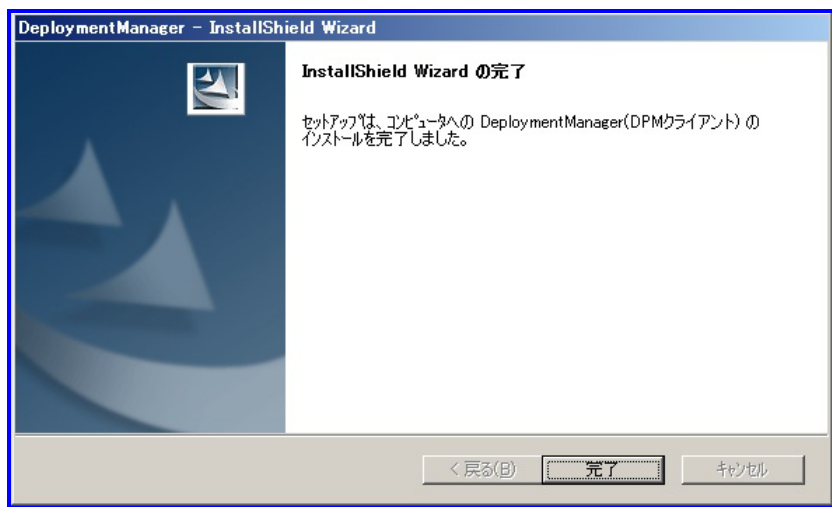 DeploymentManager - InstallShield Wizard
InstallShield Wizard の完了
セットアップは、コンピュータへの DeploymentManager(DPMクライアント) の
インストールを完了しました。
< 戻る(B)
完了
キャンセル